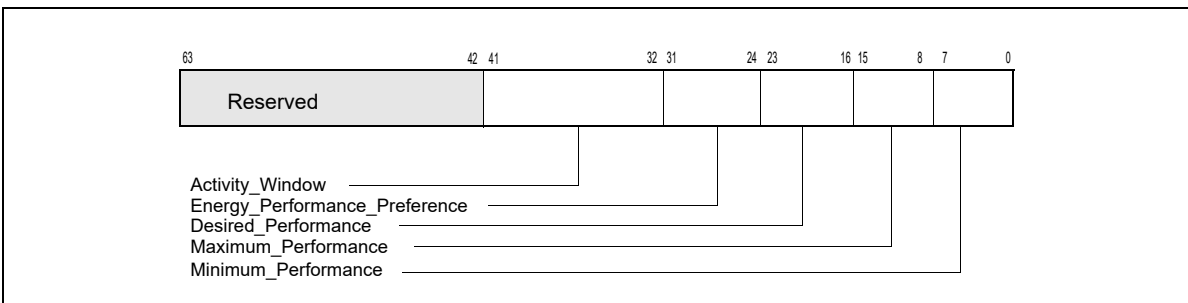 63 42 41 32 31 24 23 16 15 8 7 0
Reserved
Activity_Window
Energy_Performance_Preference
Desired_Performance
Maximum_Performance
Minimum_Performance